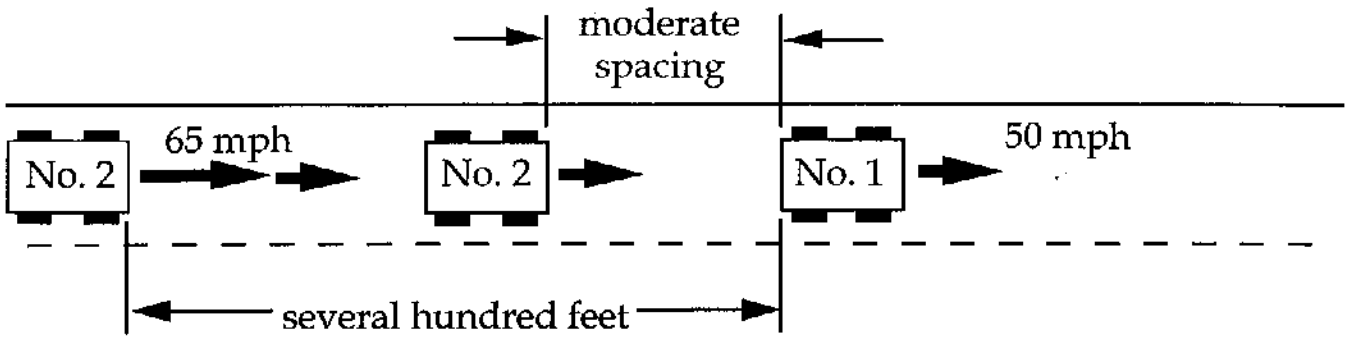 moderate
spacing
65 mph
50 mph
No. 2
No. 2
No. 1
several hundred feet